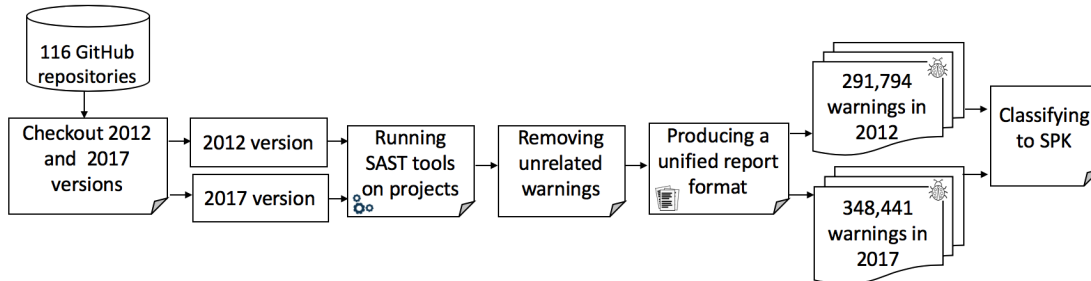 116 GitHub
repositories
Checkout 2012
and 2017
versions
2012 version
2017 version
Running
SAST tools
on projects
Removing
unrelated
warnings
Producing a
unified report
format
291,794
warnings in
2012
348,441
warnings in
2017
Classifying
to SPK